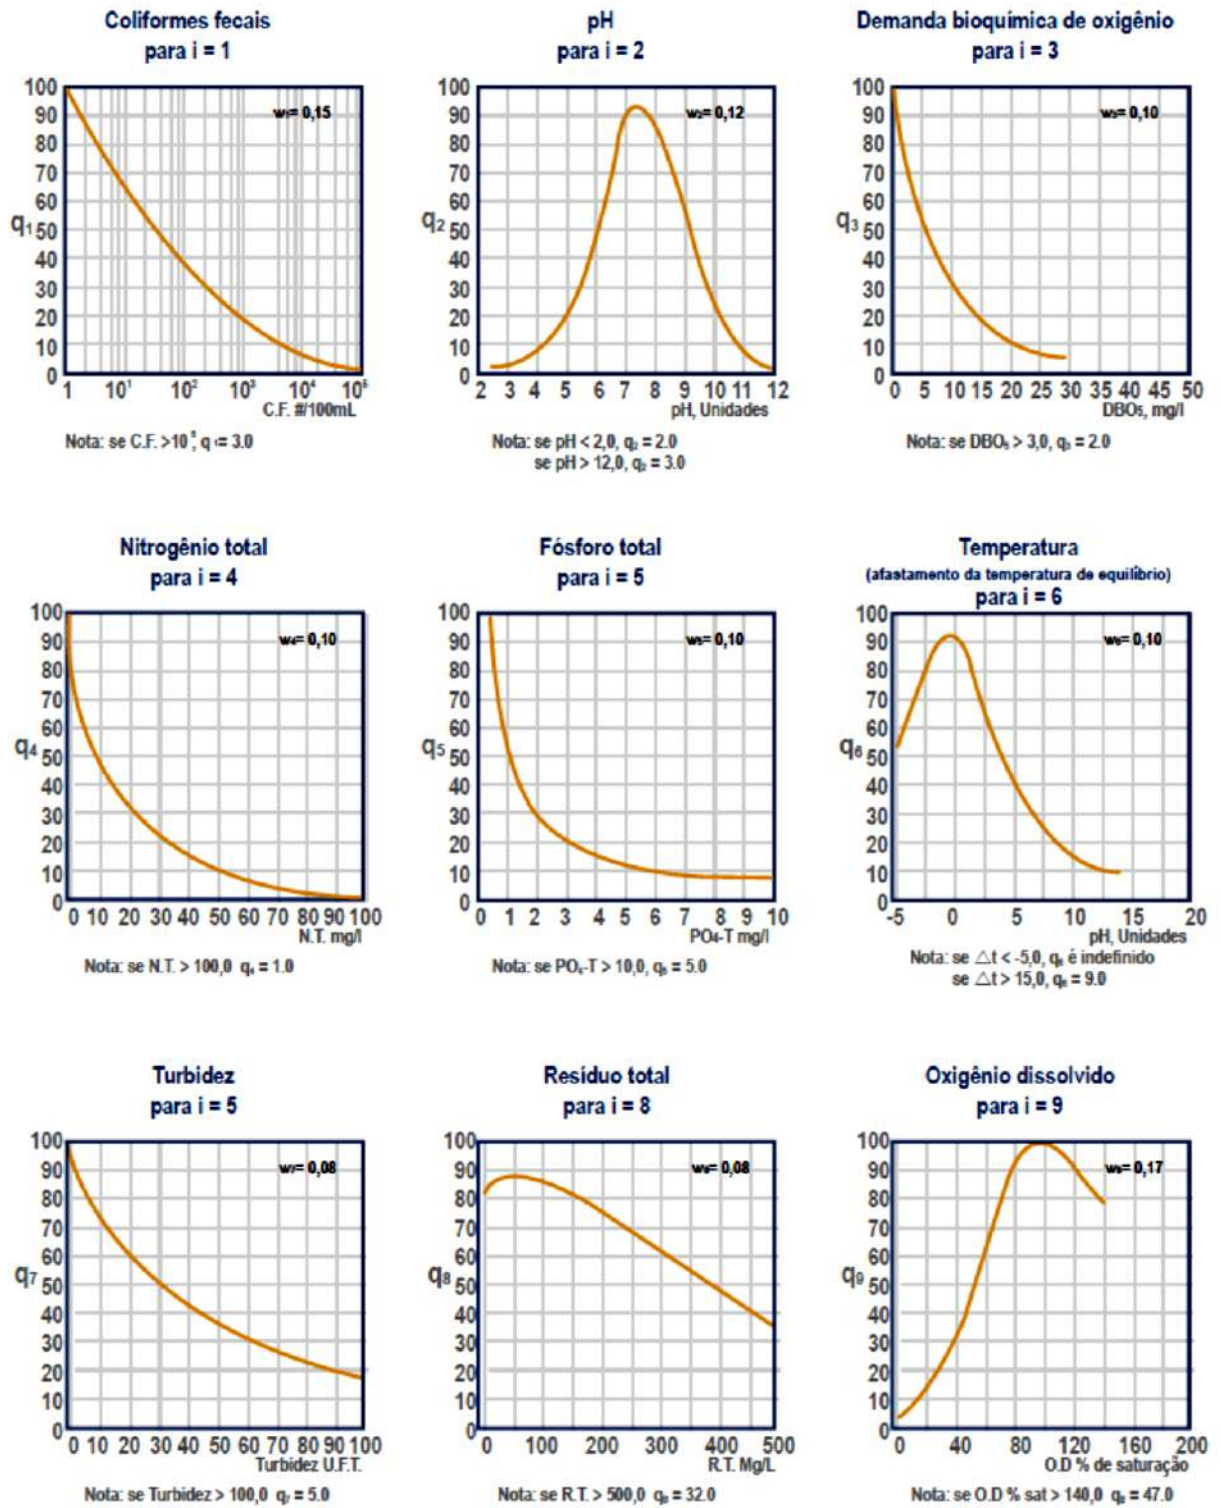 Coliformes fecais
para i = 1
w₁= 0,15
100
90
80
70
60
50
40
30
20
10
0
q₁
1 10¹ 10² 10³ 10⁴ 10⁵
C.F. #/100mL
Nota: se C.F. >10⁵, q₁= 3.0
pH
para i = 2
w₂= 0,12
100
90
80
70
60
50
40
30
20
10
0
q₂
2 3 4 5 6 7 8 9 10 11 12
pH, Unidades
Nota: se pH < 2,0, q₂ = 2.0
se pH > 12,0, q₂ = 3.0
Demanda bioquímica de oxigênio
para i = 3
w₃= 0,10
100
90
80
70
60
50
40
30
20
10
0
q₃
0 5 10 15 20 25 30 35 40 45 50
DBO₅, mg/l
Nota: se DBO₅ > 3,0, q₃ = 2.0
Nitrogênio total
para i = 4
w₄= 0,10
100
90
80
70
60
50
40
30
20
10
0
q₄
0 10 20 30 40 50 60 70 80 90 100
N.T. mg/l
Nota: se N.T. > 100,0 q₄ = 1.0
Fósforo total
para i = 5
w₅= 0,10
100
90
80
70
60
50
40
30
20
10
0
q₅
0 1 2 3 4 5 6 7 8 9 10
PO₄-T mg/l
Nota: se PO₄-T > 10,0, q₅ = 5.0
Temperatura
(afastamento da temperatura de equilíbrio)
para i = 6
w₆= 0,10
100
90
80
70
60
50
40
30
20
10
0
q₆
-5 0 5 10 15 20
pH, Unidades
Nota: se △t < -5,0, q₆ é indefinido
se △t > 15,0, q₆ = 9.0
Turbidez
para i = 5
w₇= 0,08
100
90
80
70
60
50
40
30
20
10
0
q₇
0 10 20 30 40 50 60 70 80 90 100
Turbidez U.F.T.
Nota: se Turbidez > 100,0 q₇ = 5.0
Resíduo total
para i = 8
w₈= 0,08
100
90
80
70
60
50
40
30
20
10
0
q₈
0 100 200 300 400 500
R.T. Mg/L
Nota: se R.T. > 500,0 q₈ = 32.0
Oxigênio dissolvido
para i = 9
w₉= 0,17
100
90
80
70
60
50
40
30
20
10
0
q₉
0 40 80 120 160 200
O.D % de saturação
Nota: se O.D % sat > 140,0 q₉ = 47.0